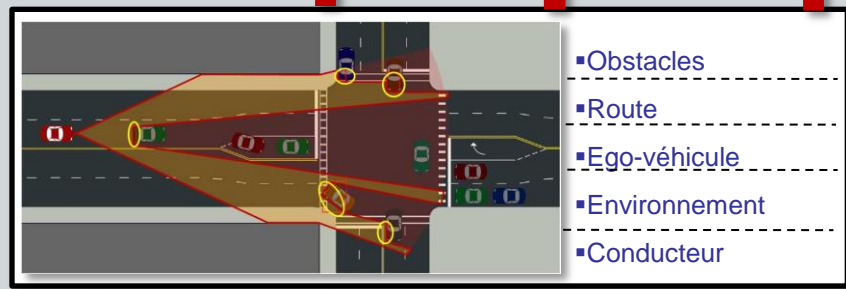 ▪Obstacles
▪Route
▪Ego-véhicule
▪Environnement
▪Conducteur